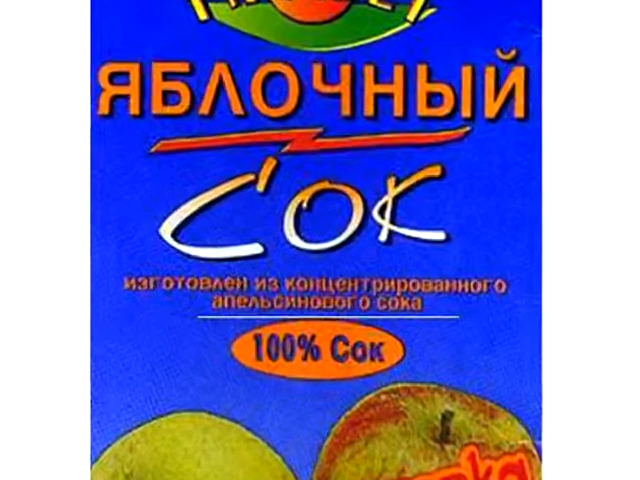 ЯБЛОЧНЫЙ
Сок
изготовлен из концентрированного
апельсинового сока
100% Сок